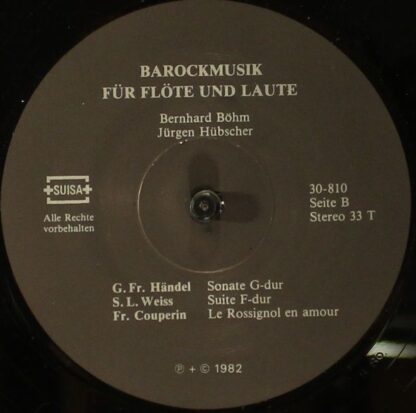 BAROCKMUSIK
FÜR FLÖTE UND LAUTE
Bernhard Böhm
Jürgen Hübscher
+SUISA+
Alle Rechte
vorbehalten
30-810
Seite B
Stereo 33 T
G. Fr. Händel Sonate G-dur
S. L. Weiss Suite F-dur
Fr. Couperin Le Rossignol en amour
℗ + © 1982